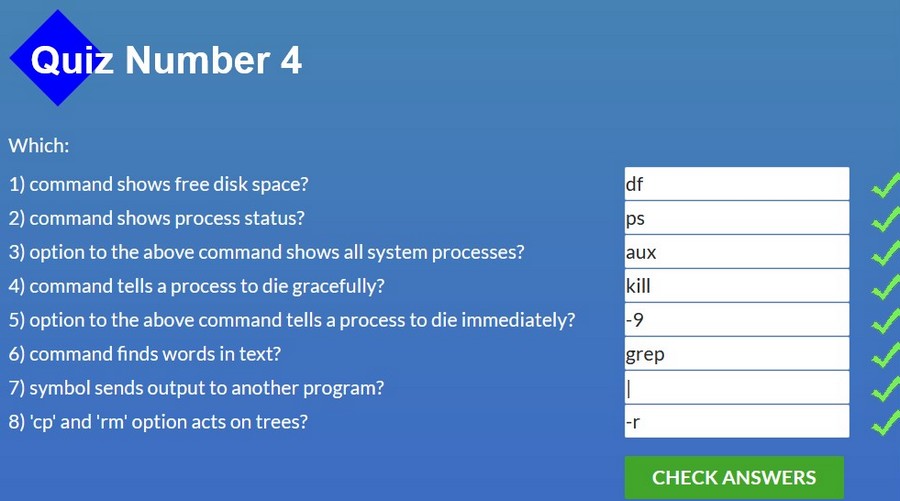 Quiz Number 4
Which:
1) command shows free disk space? df
2) command shows process status? ps
3) option to the above command shows all system processes? aux
4) command tells a process to die gracefully? kill
5) option to the above command tells a process to die immediately? -9
6) command finds words in text? grep
7) symbol sends output to another program? |
8) 'cp' and 'rm' option acts on trees? -r
CHECK ANSWERS